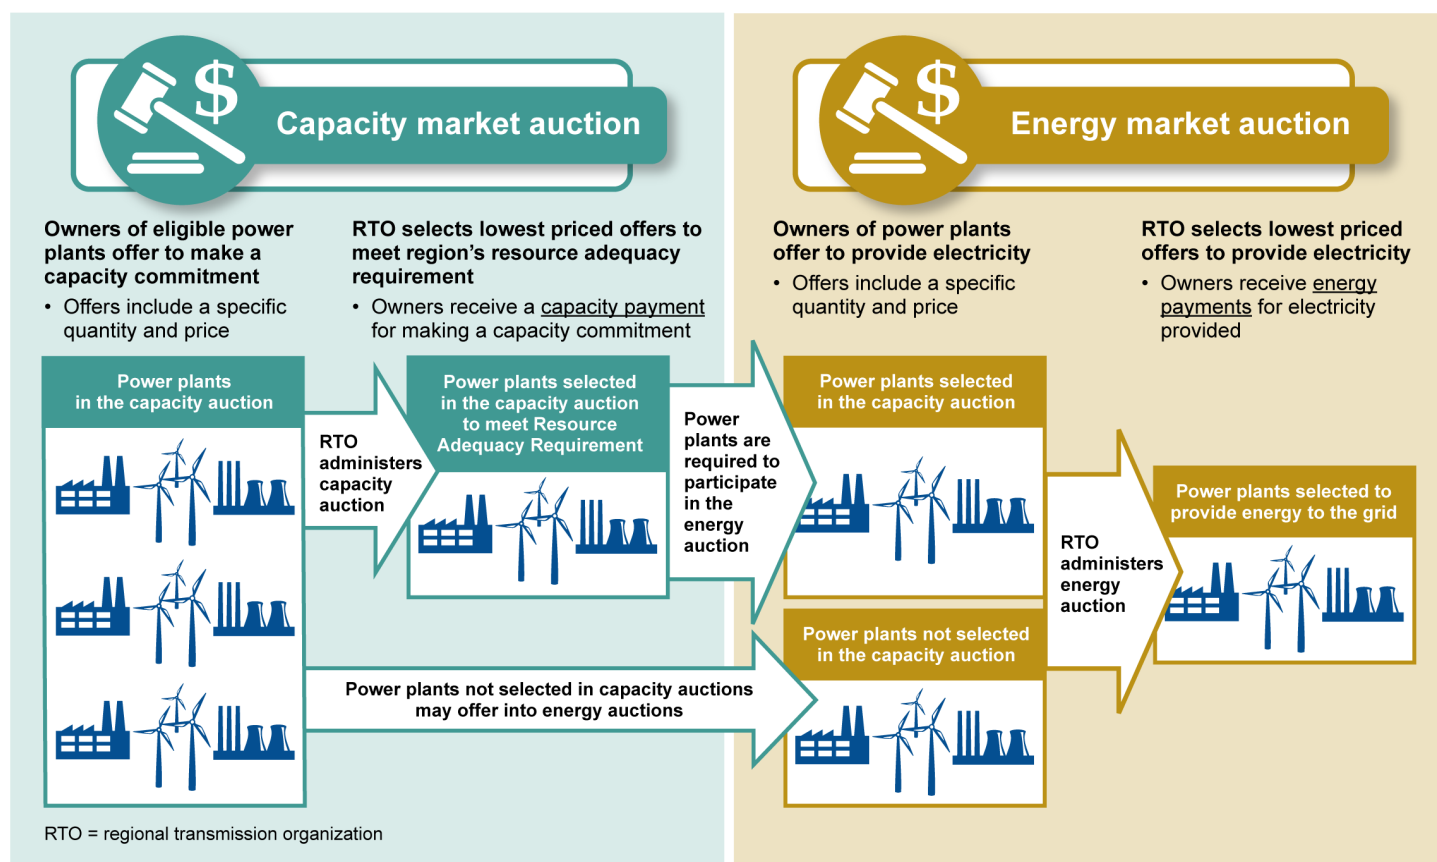 $
Capacity market auction
Owners of eligible power
plants offer to make a
capacity commitment
• Offers include a specific
quantity and price
RTO selects lowest priced offers to
meet region's resource adequacy
requirement
• Owners receive a capacity payment
for making a capacity commitment
Power plants
in the capacity auction
RTO
administers
capacity
auction
Power plants selected
in the capacity auction
to meet Resource
Adequacy Requirement
Power
plants are
required to
participate
in the
energy
auction
Power plants not selected in capacity auctions
may offer into energy auctions
RTO = regional transmission organization
$
Energy market auction
Owners of power plants
offer to provide electricity
• Offers include a specific
quantity and price
RTO selects lowest priced
offers to provide electricity
• Owners receive energy
payments for electricity
provided
Power plants selected
in the capacity auction
Power plants not selected
in the capacity auction
RTO
administers
energy
auction
Power plants selected to
provide energy to the grid